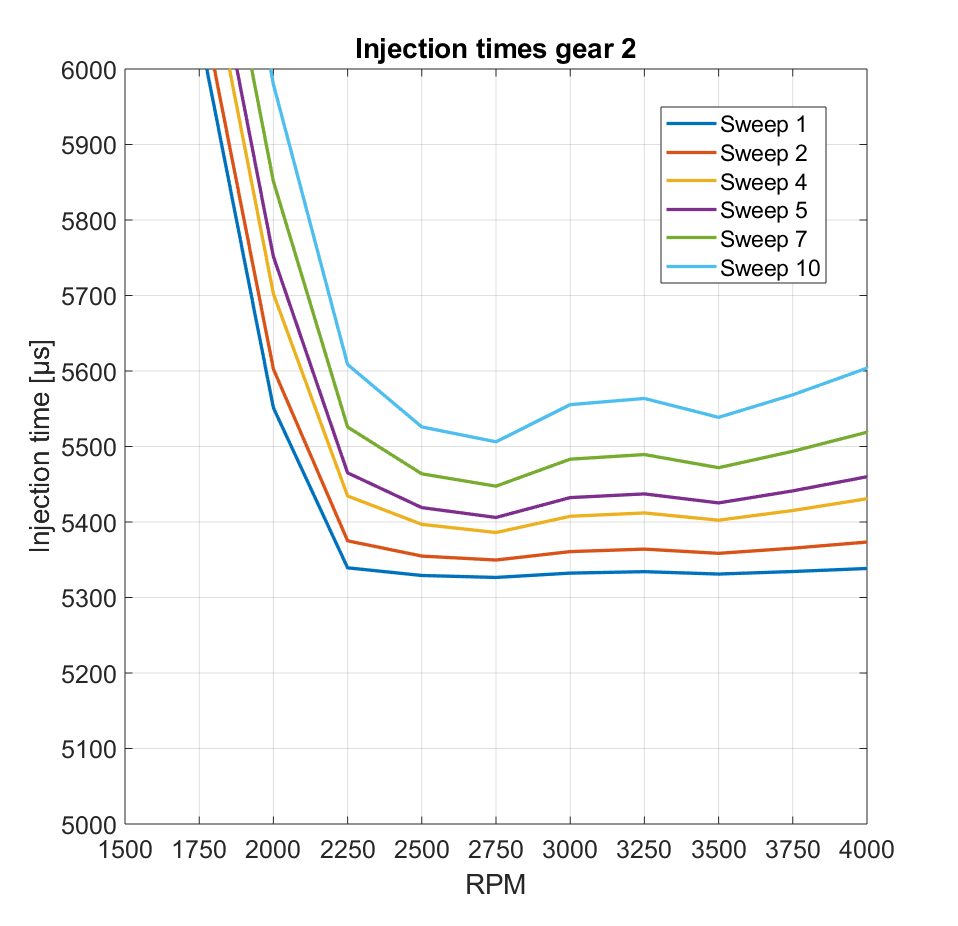 Injection times gear 2
6000
5900
5800
5700
5600
5500
5400
5300
5200
5100
5000
Injection time [μs]
Sweep 1
Sweep 2
Sweep 4
Sweep 5
Sweep 7
Sweep 10
1500 1750 2000 2250 2500 2750 3000 3250 3500 3750 4000
RPM